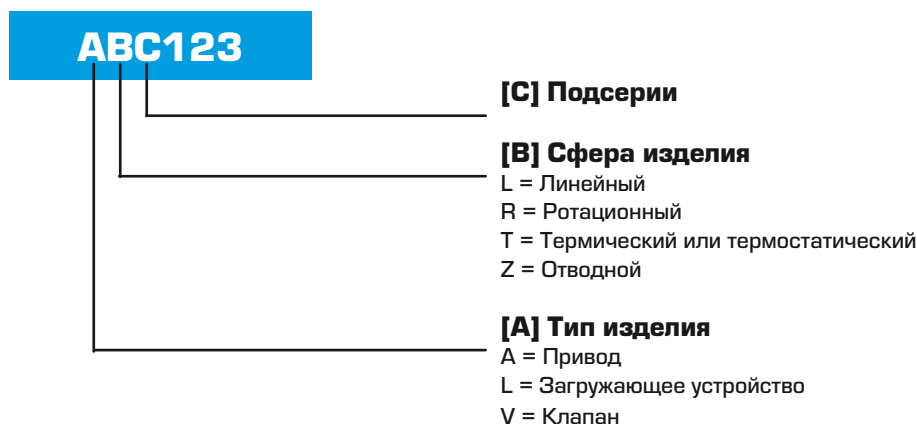 ABC123
[C] Подсерии
[B] Сфера изделия
L = Линейный
R = Ротационный
T = Термический или термостатический
Z = Отводной
[A] Тип изделия
A = Привод
L = Загружающее устройство
V = Клапан